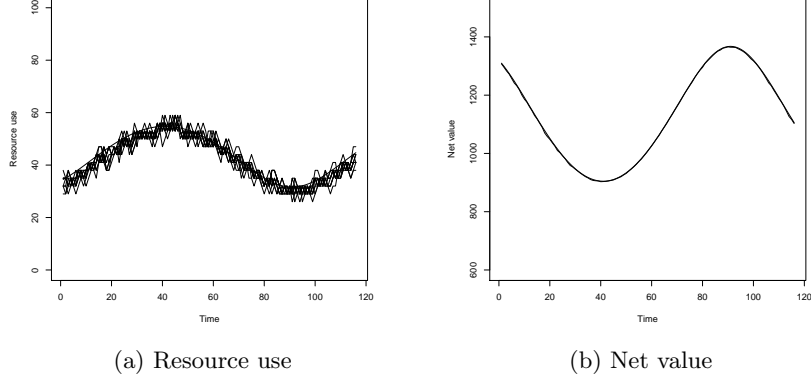 100
80
60
40
20
0
Resource use
0 20 40 60 80 100 120
Time
(a) Resource use
1400
1200
1000
800
600
Net value
0 20 40 60 80 100 120
Time
(b) Net value